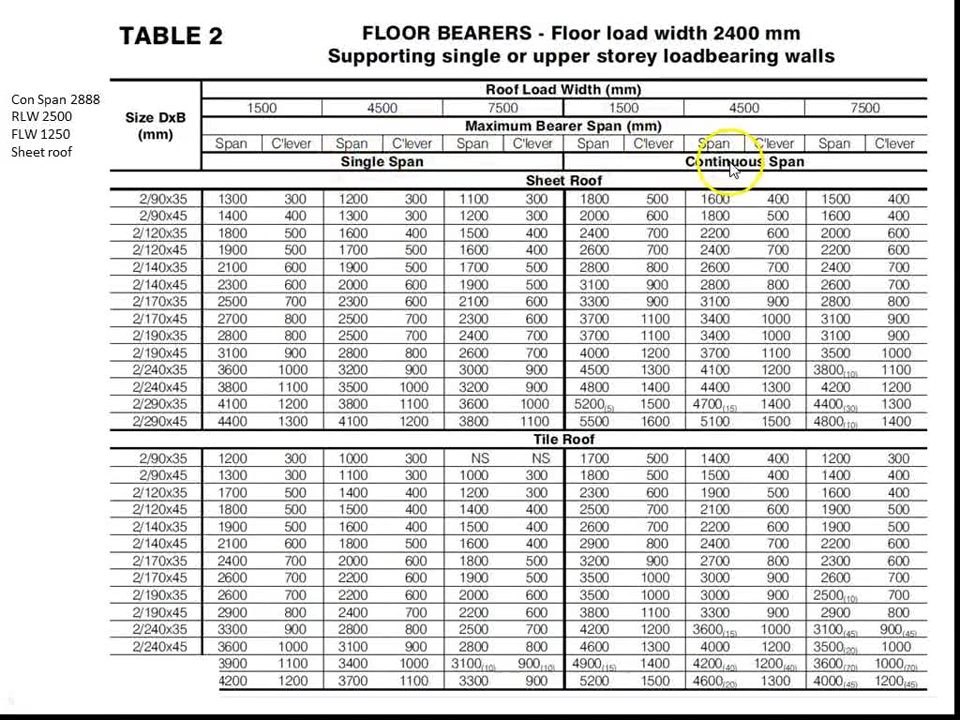 TABLE 2
FLOOR BEARERS - Floor load width 2400 mm
Supporting single or upper storey loadbearing walls
Con Span 2888
RLW 2500
FLW 1250
Sheet roof
Size DxB
(mm)
Roof Load Width (mm)
1500 4500 7500 1500 4500 7500
Maximum Bearer Span (mm)
Span C'lever Span C'lever Span C'lever Span C'lever Span C'lever Span C'lever
Single Span Continuous Span
Sheet Roof
2/90x35 1300 300 1200 300 1100 300 1800 500 1600 400 1500 400
2/90x45 1400 400 1300 300 1200 300 2000 600 1800 500 1600 400
2/120x35 1800 500 1600 400 1500 400 2400 700 2200 600 2000 600
2/120x45 1900 500 1700 500 1600 400 2600 700 2400 700 2200 600
2/140x35 2100 600 1900 500 1700 500 2800 800 2600 700 2400 700
2/140x45 2300 600 2000 600 1900 500 3100 900 2800 800 2600 700
2/170x35 2500 700 2300 600 2100 600 3300 900 3100 900 2800 800
2/170x45 2700 800 2500 700 2300 600 3700 1100 3400 1000 3100 900
2/190x35 2800 800 2500 700 2400 700 3700 1100 3400 1000 3100 900
2/190x45 3100 900 2800 800 2600 700 4000 1200 3700 1100 3500 1000
2/240x35 3600 1000 3200 900 3000 900 4500 1300 4100 1200 3800(10) 1100
2/240x45 3800 1100 3500 1000 3200 900 4800 1400 4400 1300 4200 1200
2/290x35 4100 1200 3800 1100 3600 1000 5200(5) 1500 4700(15) 1400 4400(30) 1300
2/290x45 4400 1300 4100 1200 3800 1100 5500 1600 5100 1500 4800(10) 1400
Tile Roof
2/90x35 1200 300 1000 300 NS NS 1700 500 1400 400 1200 300
2/90x45 1300 300 1100 300 1000 300 1800 500 1500 400 1400 400
2/120x35 1700 500 1400 400 1200 300 2300 600 1900 500 1600 400
2/120x45 1800 500 1500 400 1400 400 2500 700 2100 600 1900 500
2/140x35 1900 500 1600 400 1500 400 2600 700 2200 600 1900 500
2/140x45 2100 600 1800 500 1600 400 2900 800 2400 700 2200 600
2/170x35 2400 700 2000 600 1800 500 3200 900 2700 800 2300 600
2/170x45 2600 700 2200 600 1900 500 3500 1000 3000 900 2600 700
2/190x35 2600 700 2200 600 2000 600 3500 1000 3000 900 2500(10) 700
2/190x45 2900 800 2400 700 2200 600 3800 1100 3300 900 2900 800
2/240x35 3300 900 2800 800 2500 700 4200 1200 3600(15) 1000 3100(45) 900(45)
2/240x45 3600 1000 3100 900 2800 800 4600 1300 4000 1200 3500(20) 1000
3900 1100 3400 1000 3100(10) 900(10) 4900(15) 1400 4200(40) 1200(40) 3600(70) 1000(70)
4200 1200 3700 1100 3300 900 5200 1500 4600(20) 1300 4000(45) 1200(45)